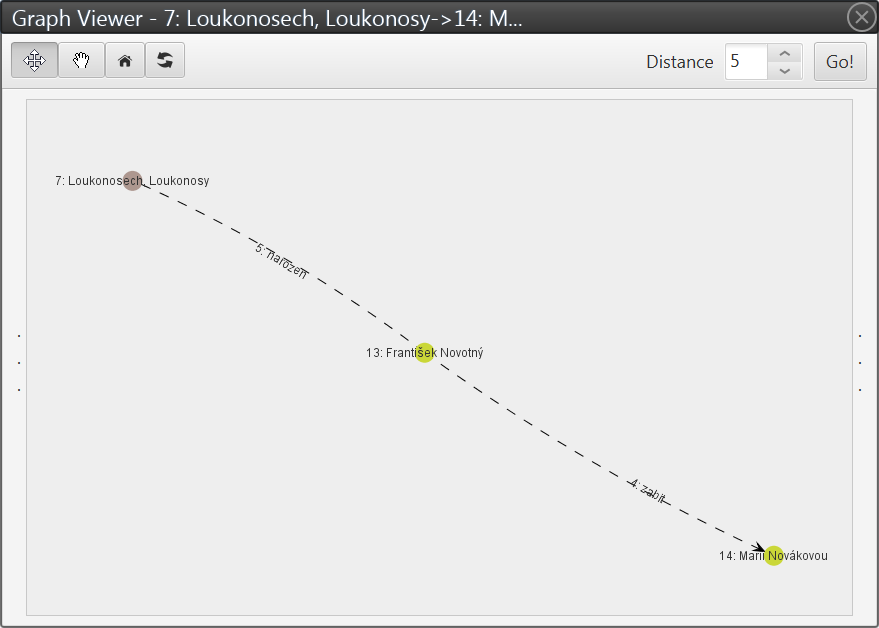 Graph Viewer - 7: Loukonosech, Loukonosy->14: M...
Distance 5 Go!
7: Loukonosech, Loukonosy
5: narozen
13: František Novotný
4: zabit
14: Marii Novákovou